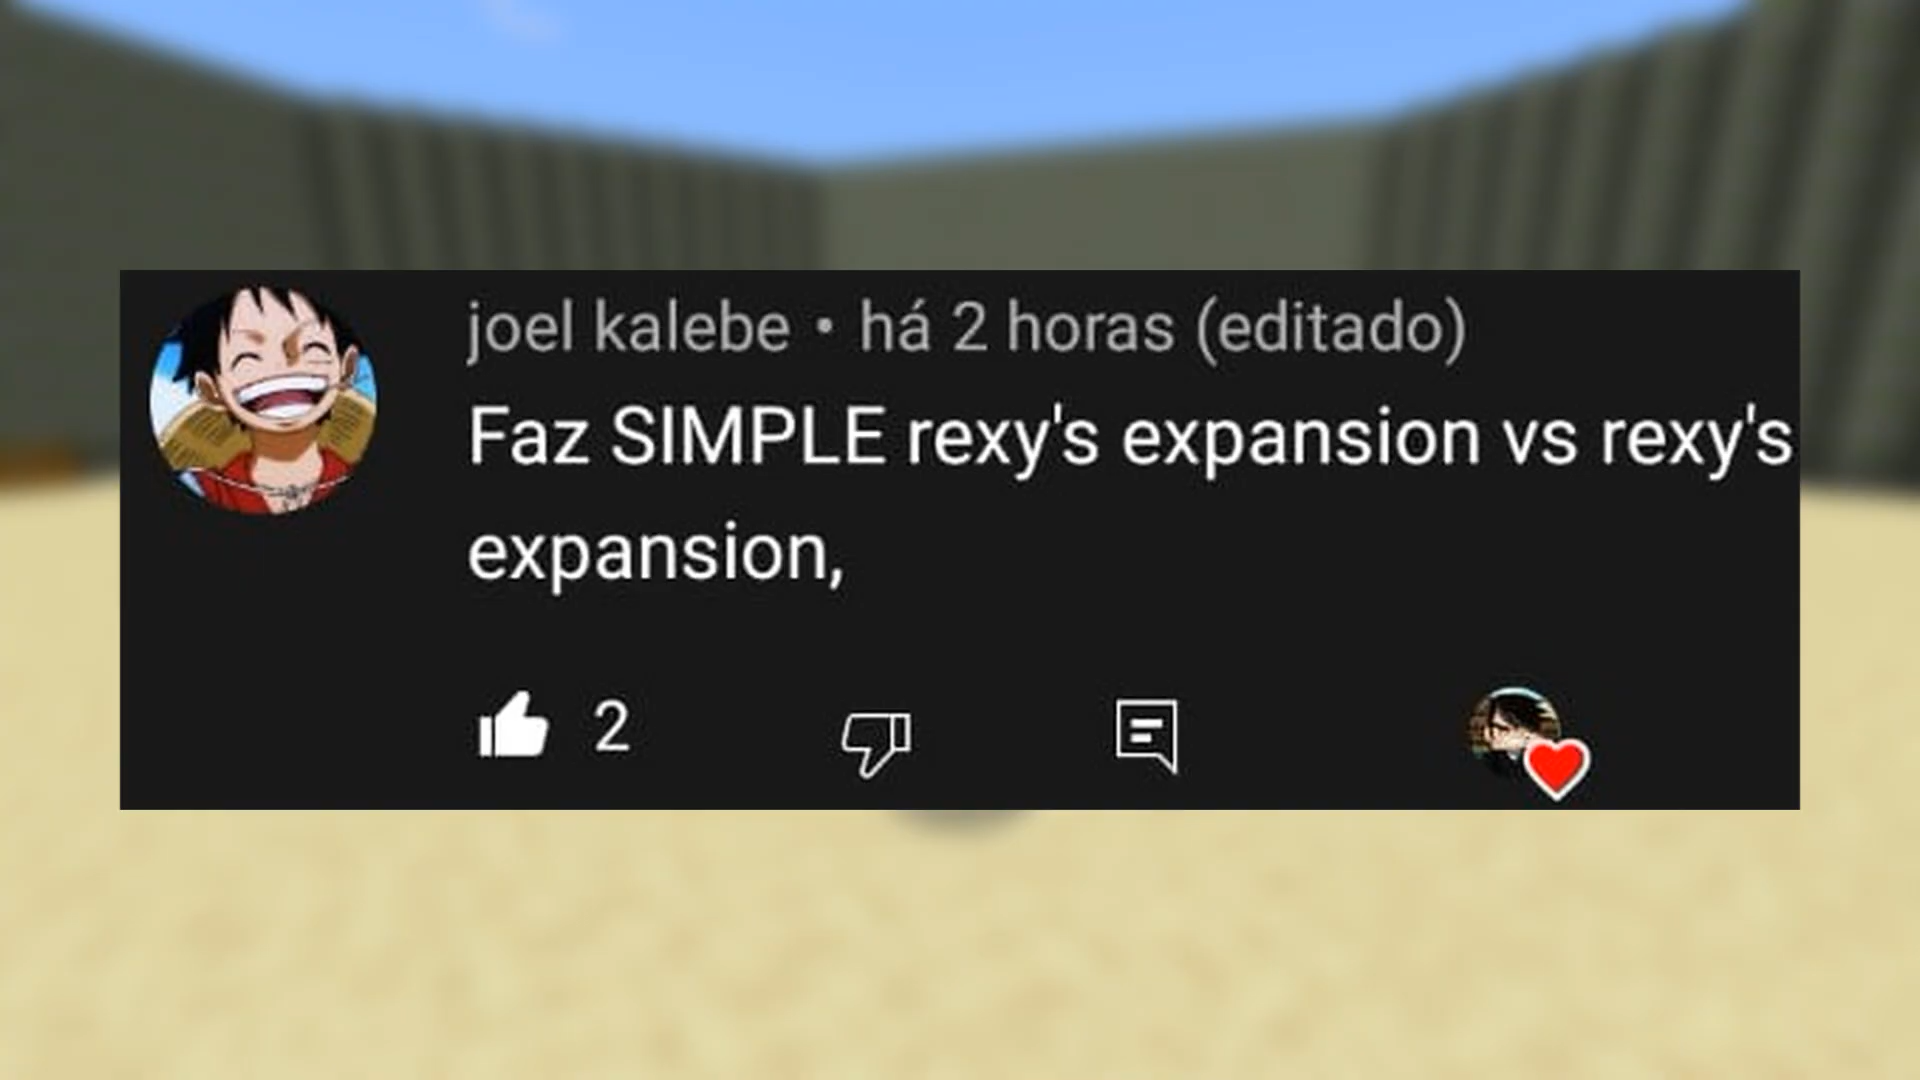 joel kalebe • há 2 horas (editado)
Faz SIMPLE rexy's expansion vs rexy's
expansion,
2